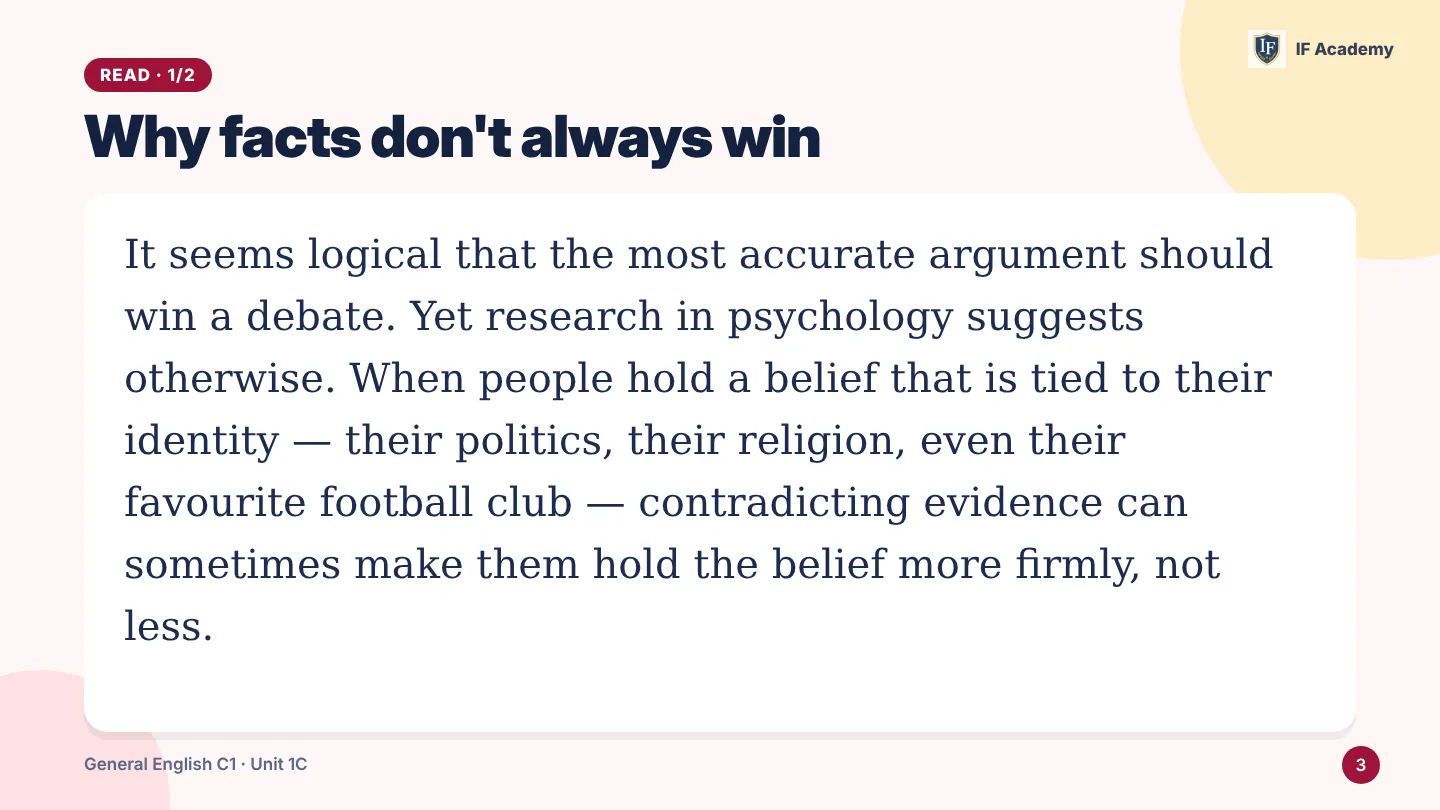 IF Academy
READ · 1/2
Why facts don't always win
It seems logical that the most accurate argument should
win a debate. Yet research in psychology suggests
otherwise. When people hold a belief that is tied to their
identity — their politics, their religion, even their
favourite football club — contradicting evidence can
sometimes make them hold the belief more firmly, not
less.
General English C1 · Unit 1C
3